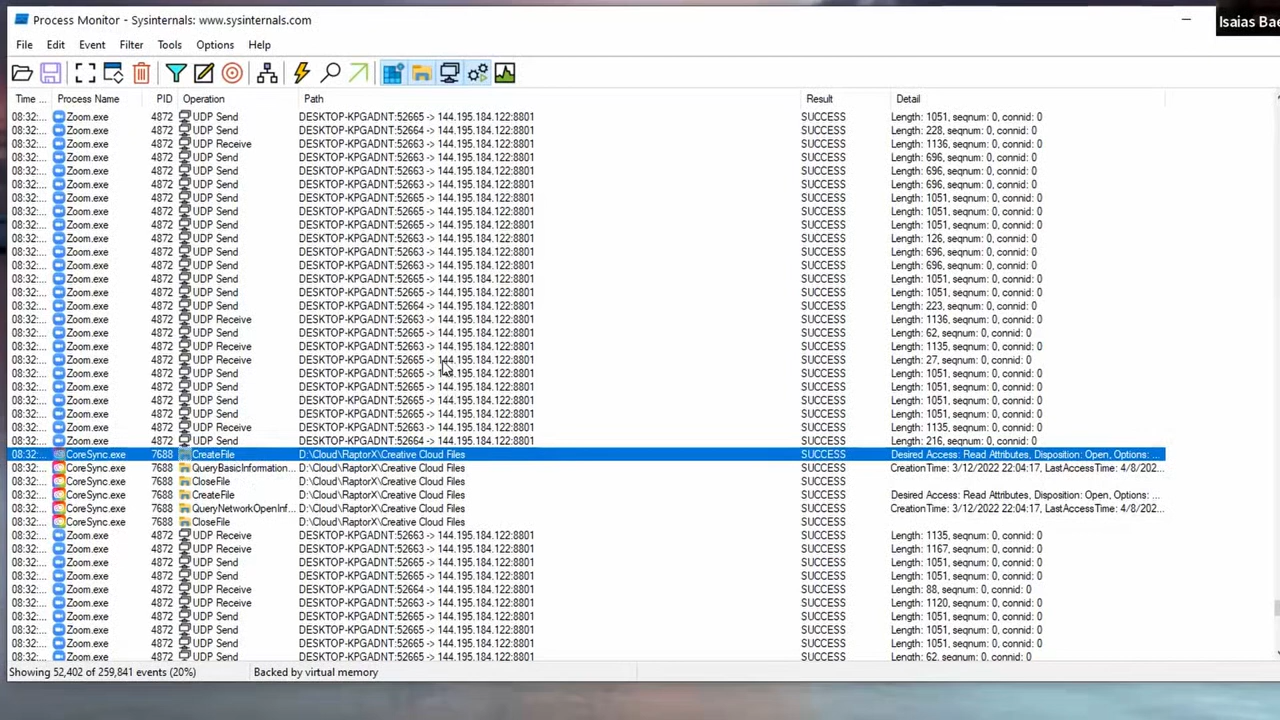 Process Monitor - Sysinternals: www.sysinternals.com
Isaias Bae
File Edit Event Filter Tools Options Help
Time ... Process Name PID Operation Path Result Detail
08:32:... Zoom.exe 4872 UDP Send DESKTOP-KPGADNT:52665 -> 144.195.184.122:8801 SUCCESS Length: 1051, seqnum: 0, connid: 0
08:32:... Zoom.exe 4872 UDP Send DESKTOP-KPGADNT:52664 -> 144.195.184.122:8801 SUCCESS Length: 228, seqnum: 0, connid: 0
08:32:... Zoom.exe 4872 UDP Receive DESKTOP-KPGADNT:52663 -> 144.195.184.122:8801 SUCCESS Length: 1136, seqnum: 0, connid: 0
08:32:... Zoom.exe 4872 UDP Send DESKTOP-KPGADNT:52663 -> 144.195.184.122:8801 SUCCESS Length: 696, seqnum: 0, connid: 0
08:32:... Zoom.exe 4872 UDP Send DESKTOP-KPGADNT:52663 -> 144.195.184.122:8801 SUCCESS Length: 696, seqnum: 0, connid: 0
08:32:... Zoom.exe 4872 UDP Send DESKTOP-KPGADNT:52663 -> 144.195.184.122:8801 SUCCESS Length: 696, seqnum: 0, connid: 0
08:32:... Zoom.exe 4872 UDP Send DESKTOP-KPGADNT:52665 -> 144.195.184.122:8801 SUCCESS Length: 1051, seqnum: 0, connid: 0
08:32:... Zoom.exe 4872 UDP Send DESKTOP-KPGADNT:52665 -> 144.195.184.122:8801 SUCCESS Length: 1051, seqnum: 0, connid: 0
08:32:... Zoom.exe 4872 UDP Send DESKTOP-KPGADNT:52665 -> 144.195.184.122:8801 SUCCESS Length: 1051, seqnum: 0, connid: 0
08:32:... Zoom.exe 4872 UDP Send DESKTOP-KPGADNT:52663 -> 144.195.184.122:8801 SUCCESS Length: 126, seqnum: 0, connid: 0
08:32:... Zoom.exe 4872 UDP Send DESKTOP-KPGADNT:52663 -> 144.195.184.122:8801 SUCCESS Length: 696, seqnum: 0, connid: 0
08:32:... Zoom.exe 4872 UDP Send DESKTOP-KPGADNT:52663 -> 144.195.184.122:8801 SUCCESS Length: 696, seqnum: 0, connid: 0
08:32:... Zoom.exe 4872 UDP Send DESKTOP-KPGADNT:52665 -> 144.195.184.122:8801 SUCCESS Length: 1051, seqnum: 0, connid: 0
08:32:... Zoom.exe 4872 UDP Send DESKTOP-KPGADNT:52665 -> 144.195.184.122:8801 SUCCESS Length: 1051, seqnum: 0, connid: 0
08:32:... Zoom.exe 4872 UDP Send DESKTOP-KPGADNT:52664 -> 144.195.184.122:8801 SUCCESS Length: 223, seqnum: 0, connid: 0
08:32:... Zoom.exe 4872 UDP Receive DESKTOP-KPGADNT:52663 -> 144.195.184.122:8801 SUCCESS Length: 1136, seqnum: 0, connid: 0
08:32:... Zoom.exe 4872 UDP Send DESKTOP-KPGADNT:52665 -> 144.195.184.122:8801 SUCCESS Length: 62, seqnum: 0, connid: 0
08:32:... Zoom.exe 4872 UDP Receive DESKTOP-KPGADNT:52663 -> 144.195.184.122:8801 SUCCESS Length: 1135, seqnum: 0, connid: 0
08:32:... Zoom.exe 4872 UDP Receive DESKTOP-KPGADNT:52665 -> 144.195.184.122:8801 SUCCESS Length: 27, seqnum: 0, connid: 0
08:32:... Zoom.exe 4872 UDP Send DESKTOP-KPGADNT:52665 -> 144.195.184.122:8801 SUCCESS Length: 1051, seqnum: 0, connid: 0
08:32:... Zoom.exe 4872 UDP Send DESKTOP-KPGADNT:52665 -> 144.195.184.122:8801 SUCCESS Length: 1051, seqnum: 0, connid: 0
08:32:... Zoom.exe 4872 UDP Send DESKTOP-KPGADNT:52665 -> 144.195.184.122:8801 SUCCESS Length: 1051, seqnum: 0, connid: 0
08:32:... Zoom.exe 4872 UDP Send DESKTOP-KPGADNT:52665 -> 144.195.184.122:8801 SUCCESS Length: 1051, seqnum: 0, connid: 0
08:32:... Zoom.exe 4872 UDP Receive DESKTOP-KPGADNT:52663 -> 144.195.184.122:8801 SUCCESS Length: 1135, seqnum: 0, connid: 0
08:32:... Zoom.exe 4872 UDP Send DESKTOP-KPGADNT:52664 -> 144.195.184.122:8801 SUCCESS Length: 216, seqnum: 0, connid: 0
08:32:... CoreSync.exe 7688 CreateFile D:\Cloud\RaptorX\Creative Cloud Files SUCCESS Desired Access: Read Attributes, Disposition: Open, Options: ...
08:32:... CoreSync.exe 7688 QueryBasicInformation... D:\Cloud\RaptorX\Creative Cloud Files SUCCESS CreationTime: 3/12/2022 22:04:17, LastAccessTime: 4/8/202...
08:32:... CoreSync.exe 7688 CloseFile D:\Cloud\RaptorX\Creative Cloud Files SUCCESS
08:32:... CoreSync.exe 7688 CreateFile D:\Cloud\RaptorX\Creative Cloud Files SUCCESS Desired Access: Read Attributes, Disposition: Open, Options: ...
08:32:... CoreSync.exe 7688 QueryNetworkOpenInf... D:\Cloud\RaptorX\Creative Cloud Files SUCCESS CreationTime: 3/12/2022 22:04:17, LastAccessTime: 4/8/202...
08:32:... CoreSync.exe 7688 CloseFile D:\Cloud\RaptorX\Creative Cloud Files SUCCESS
08:32:... Zoom.exe 4872 UDP Receive DESKTOP-KPGADNT:52663 -> 144.195.184.122:8801 SUCCESS Length: 1135, seqnum: 0, connid: 0
08:32:... Zoom.exe 4872 UDP Receive DESKTOP-KPGADNT:52663 -> 144.195.184.122:8801 SUCCESS Length: 1167, seqnum: 0, connid: 0
08:32:... Zoom.exe 4872 UDP Send DESKTOP-KPGADNT:52665 -> 144.195.184.122:8801 SUCCESS Length: 1051, seqnum: 0, connid: 0
08:32:... Zoom.exe 4872 UDP Send DESKTOP-KPGADNT:52665 -> 144.195.184.122:8801 SUCCESS Length: 1051, seqnum: 0, connid: 0
08:32:... Zoom.exe 4872 UDP Receive DESKTOP-KPGADNT:52664 -> 144.195.184.122:8801 SUCCESS Length: 88, seqnum: 0, connid: 0
08:32:... Zoom.exe 4872 UDP Receive DESKTOP-KPGADNT:52663 -> 144.195.184.122:8801 SUCCESS Length: 1120, seqnum: 0, connid: 0
08:32:... Zoom.exe 4872 UDP Send DESKTOP-KPGADNT:52665 -> 144.195.184.122:8801 SUCCESS Length: 1051, seqnum: 0, connid: 0
08:32:... Zoom.exe 4872 UDP Send DESKTOP-KPGADNT:52665 -> 144.195.184.122:8801 SUCCESS Length: 1051, seqnum: 0, connid: 0
08:32:... Zoom.exe 4872 UDP Send DESKTOP-KPGADNT:52665 -> 144.195.184.122:8801 SUCCESS Length: 1051, seqnum: 0, connid: 0
08:32:... Zoom.exe 4872 UDP Send DESKTOP-KPGADNT:52665 -> 144.195.184.122:8801 SUCCESS Length: 62, seqnum: 0, connid: 0
Showing 52,402 of 259,841 events (20%) Backed by virtual memory